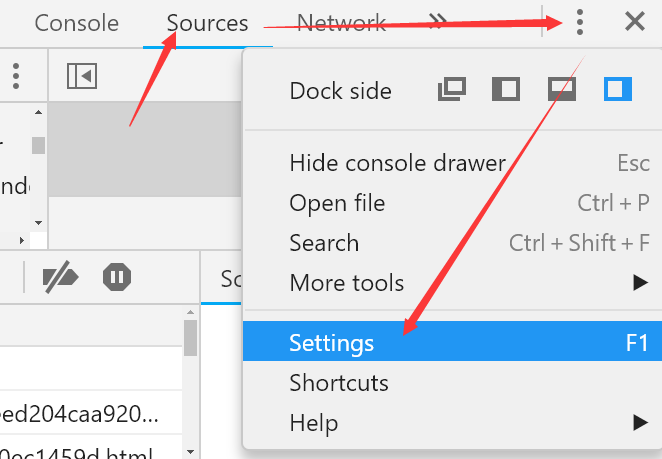 Console Sources Network
Dock side
Hide console drawer Esc
Open file Ctrl + P
Search Ctrl + Shift + F
More tools
Settings F1
Shortcuts
Help
eed204caa920...